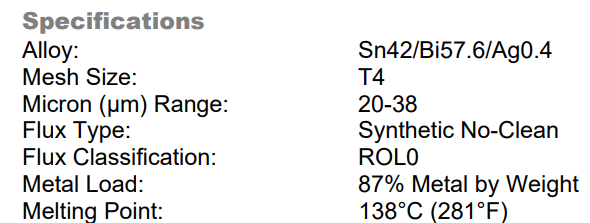 Specifications
Alloy: Sn42/Bi57.6/Ag0.4
Mesh Size: T4
Micron (µm) Range: 20-38
Flux Type: Synthetic No-Clean
Flux Classification: ROL0
Metal Load: 87% Metal by Weight
Melting Point: 138°C (281°F)